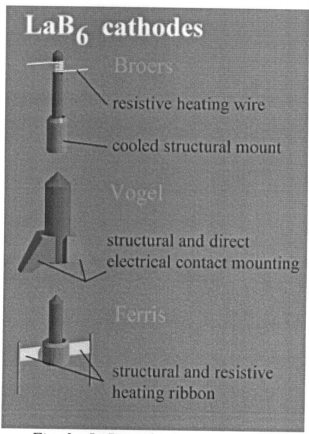 LaB6 cathodes
Broers
resistive heating wire
cooled structural mount
Vogel
structural and direct
electrical contact mounting
Ferris
structural and resistive
heating ribbon